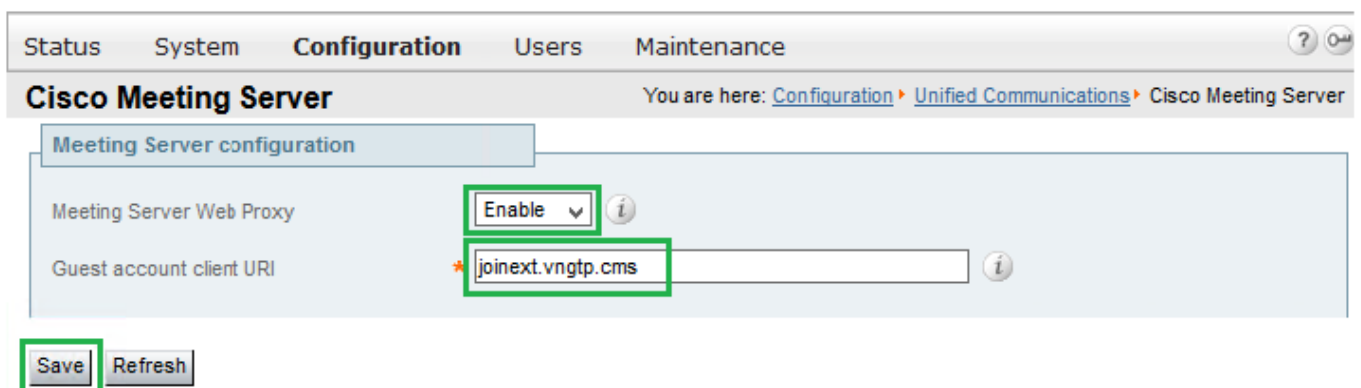 Status System Configuration Users Maintenance ?
Cisco Meeting Server You are here: Configuration Unified Communications Cisco Meeting Server
Meeting Server configuration
Meeting Server Web Proxy Enable i
Guest account client URI * joinext.vngtp.cms i
Save Refresh